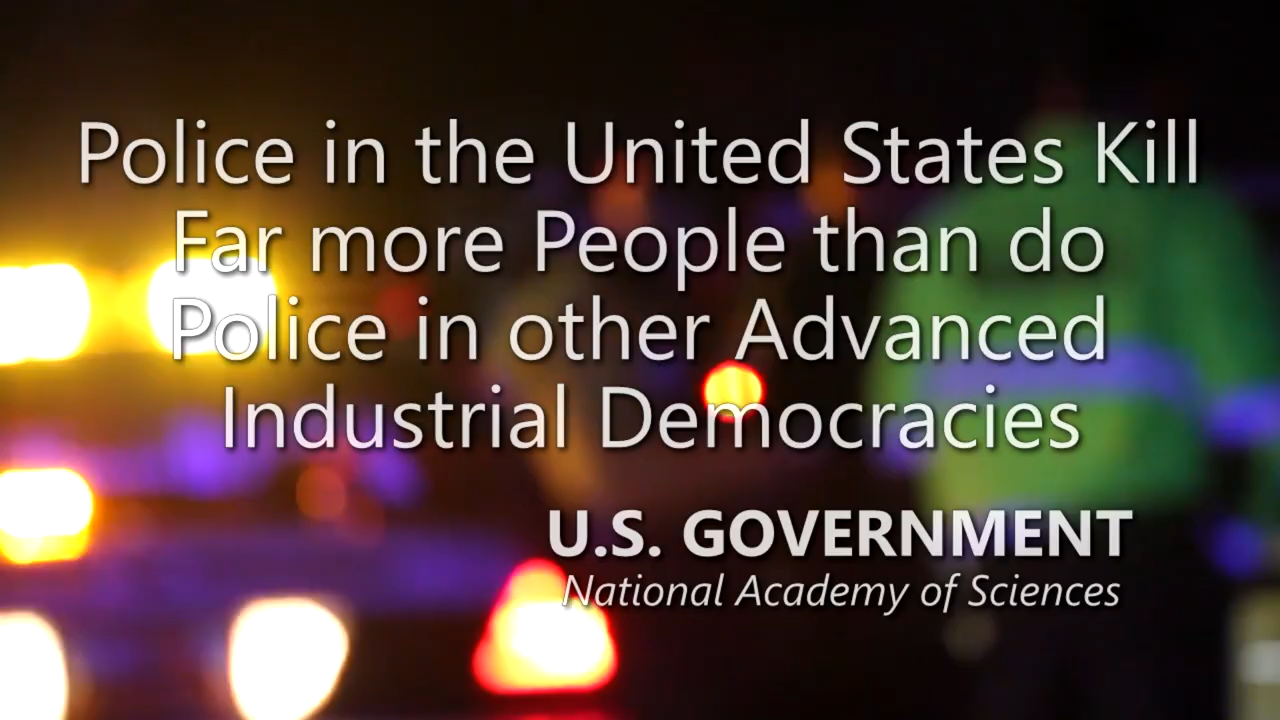 Police in the United States Kill
Far more People than do
Police in other Advanced
Industrial Democracies
U.S. GOVERNMENT
National Academy of Sciences